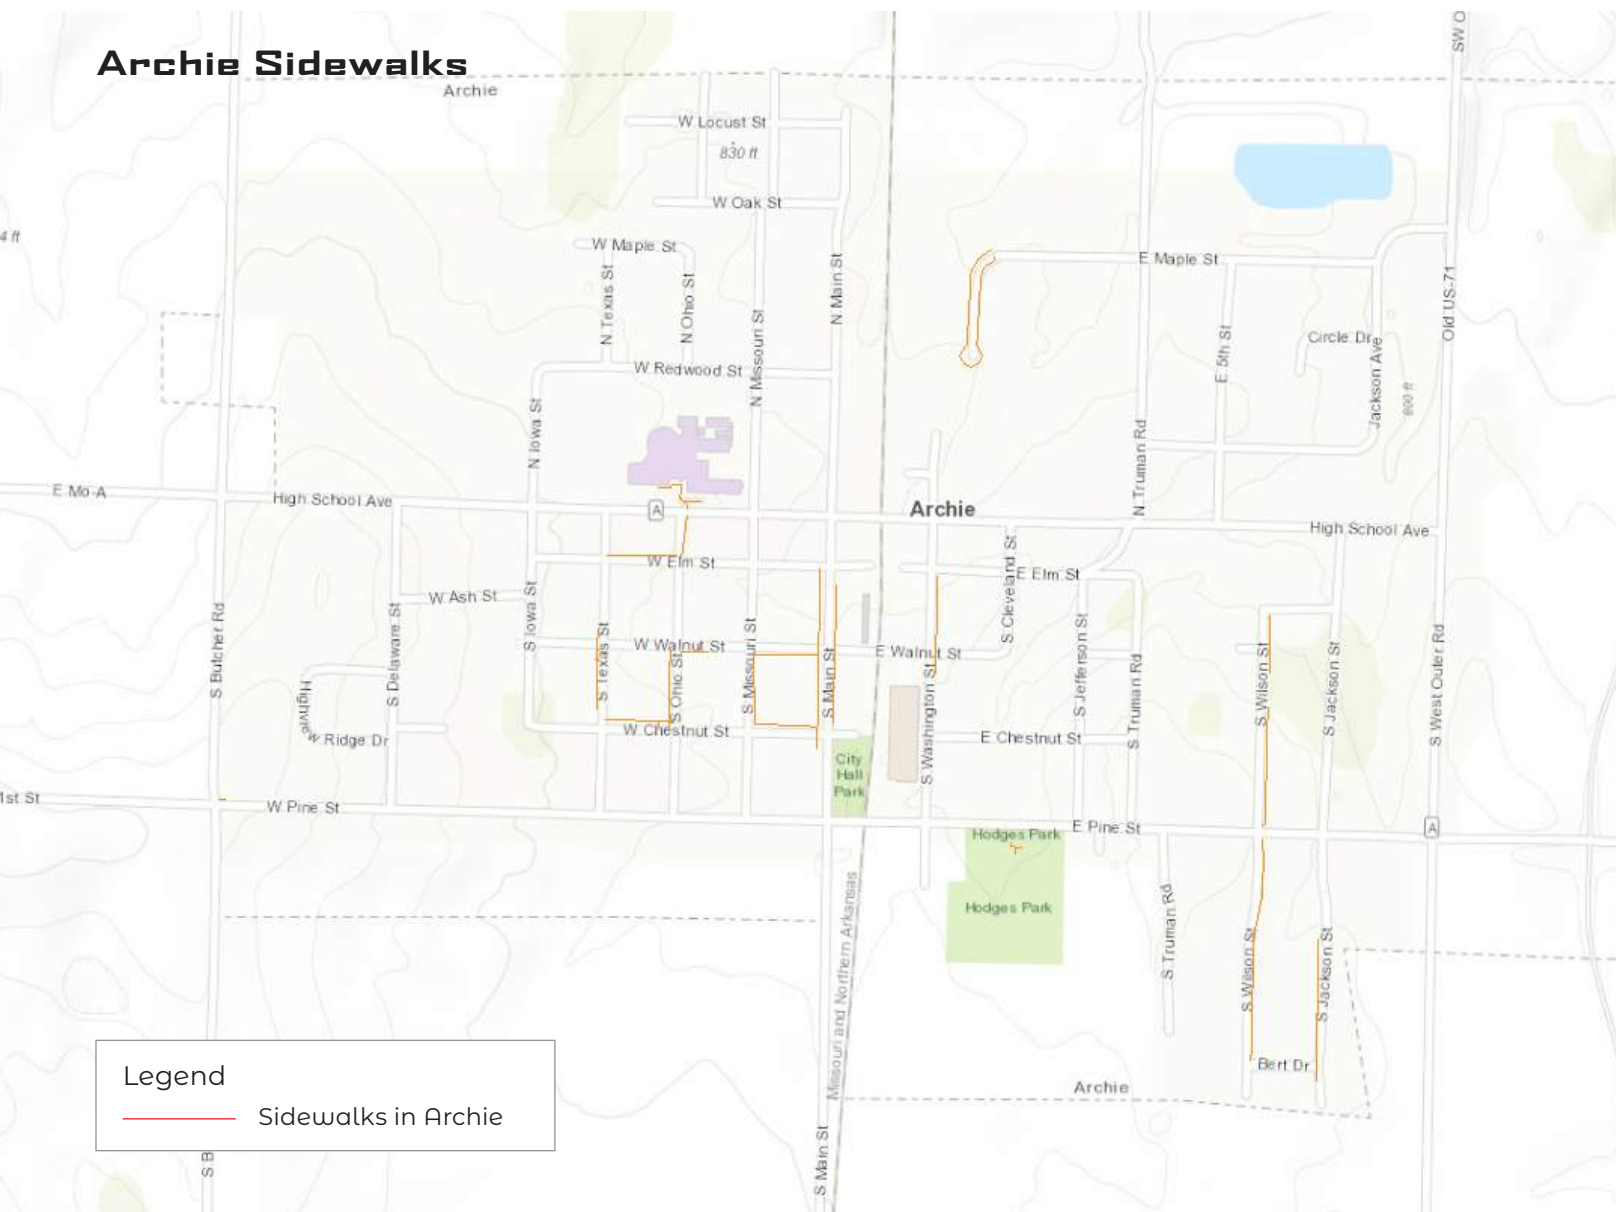 Archie Sidewalks
SW O
Archie
W Locust St
830 ft
W Oak St
4 ft
W Maple St
E Maple St
N Texas St
N Ohio St
N Missouri St
N Main St
Old US-71
Circle Dr
E 5th St
Jackson Ave
800 ft
W Redwood St
N Iowa St
N Truman Rd
E Mo-A
High School Ave
A
Archie
High School Ave
W Elm St
E Elm St
S Cleveland St
W Ash St
S Iowa St
S Butcher Rd
S Delaware St
S Texas St
W Walnut St
S Ohio St
S Missouri St
S Main St
E Walnut St
S Washington St
S Jefferson St
S Truman Rd
S Wilson St
S Jackson St
S West Outer Rd
Highview
W Ridge Dr
W Chestnut St
E Chestnut St
City
Hall
Park
1st St
W Pine St
E Pine St
A
Hodges Park
Hodges Park
Missouri and Northern Arkansas
S Truman Rd
S Wilson St
S Jackson St
Bert Dr
Archie
Legend
Sidewalks in Archie
S B
S Main St